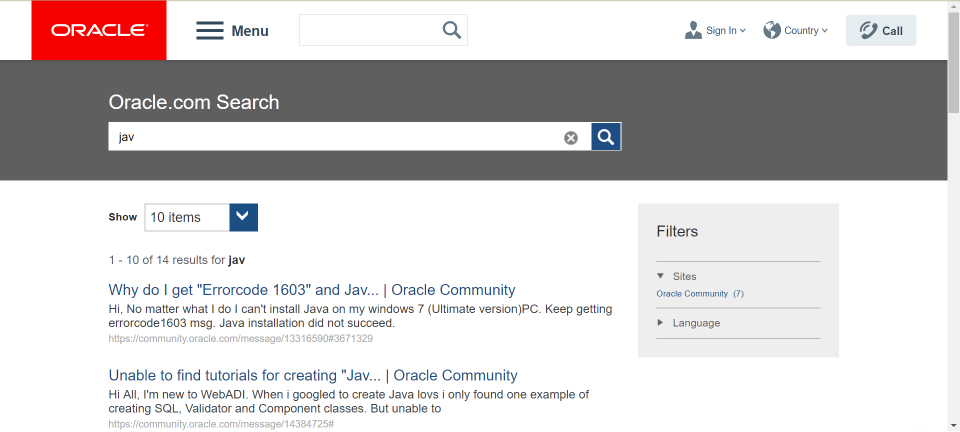 ORACLE
Menu
Sign In
Country
Call
Oracle.com Search
jav
Show
10 items
1 - 10 of 14 results for jav
Why do I get "Errorcode 1603" and Jav... | Oracle Community
Hi, No matter what I do I can't install Java on my windows 7 (Ultimate version)PC. Keep getting
errorcode1603 msg. Java installation did not succeed.
https://community.oracle.com/message/13316590#3671329
Unable to find tutorials for creating "Jav... | Oracle Community
Hi All, I'm new to WebADI. When i googled to create Java lovs i only found one example of
creating SQL, Validator and Component classes. But unable to
https://community.oracle.com/message/14384725#
Filters
Sites
Oracle Community (7)
Language